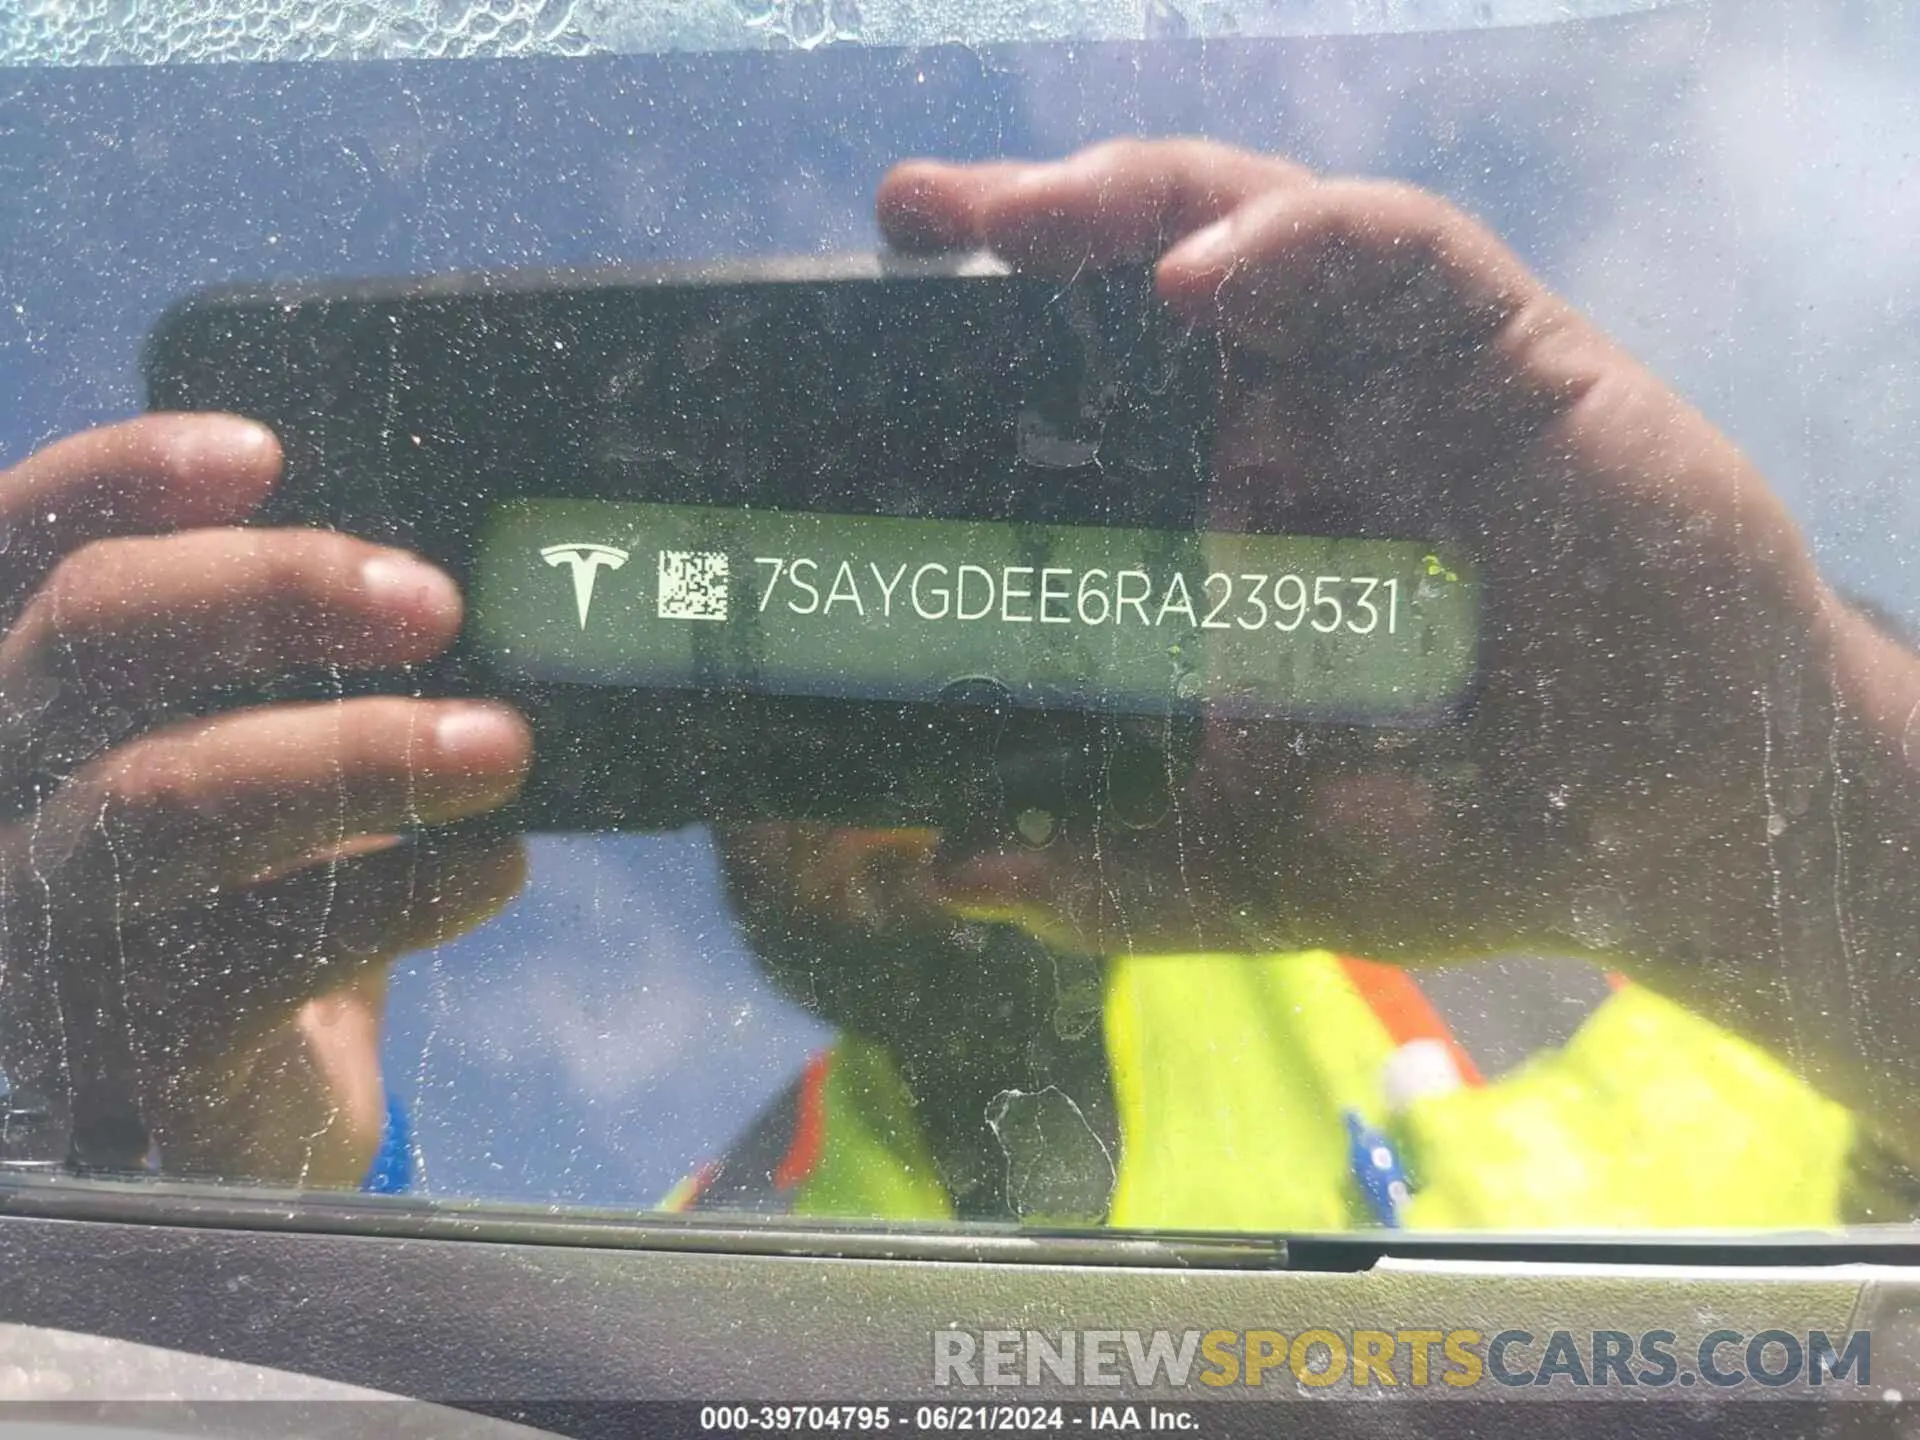 7SAYGDEE6RA239531
RENEWSPORTSCARS.COM
000-39704795 - 06/21/2024 - IAA Inc.